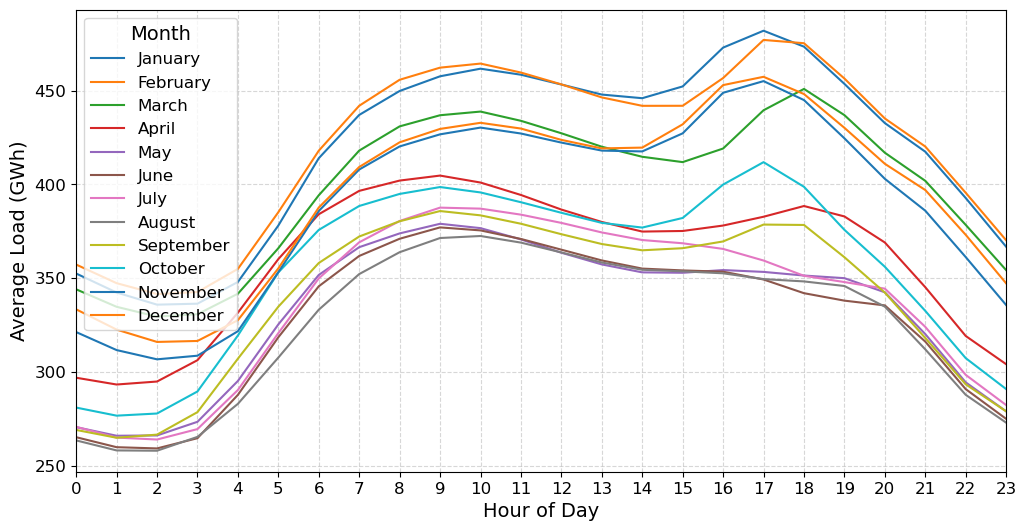 Month
January
February
March
April
May
June
July
August
September
October
November
December
Average Load (GWh)
450
400
350
300
250
0 1 2 3 4 5 6 7 8 9 10 11 12 13 14 15 16 17 18 19 20 21 22 23
Hour of Day